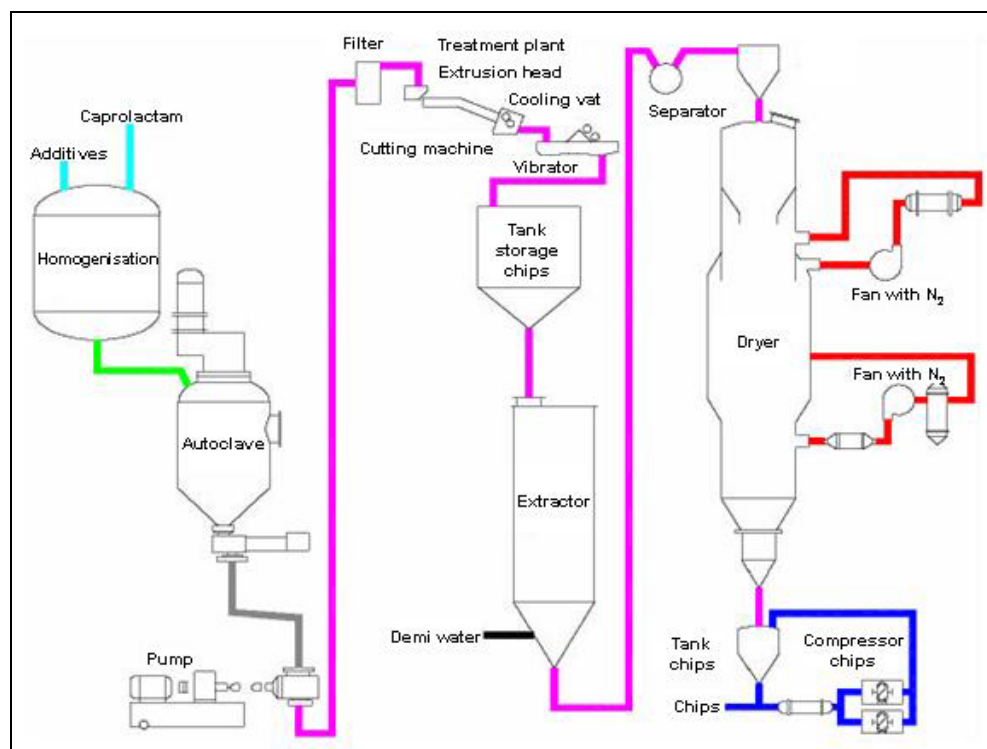 Filter
Treatment plant
Extrusion head
Cooling vat
Cutting machine
Vibrator
Separator
Caprolactam
Additives
Homogenisation
Tank
storage
chips
Fan with N₂
Dryer
Fan with N₂
Autoclave
Extractor
Demi water
Pump
Tank
chips
Compressor
chips
Chips